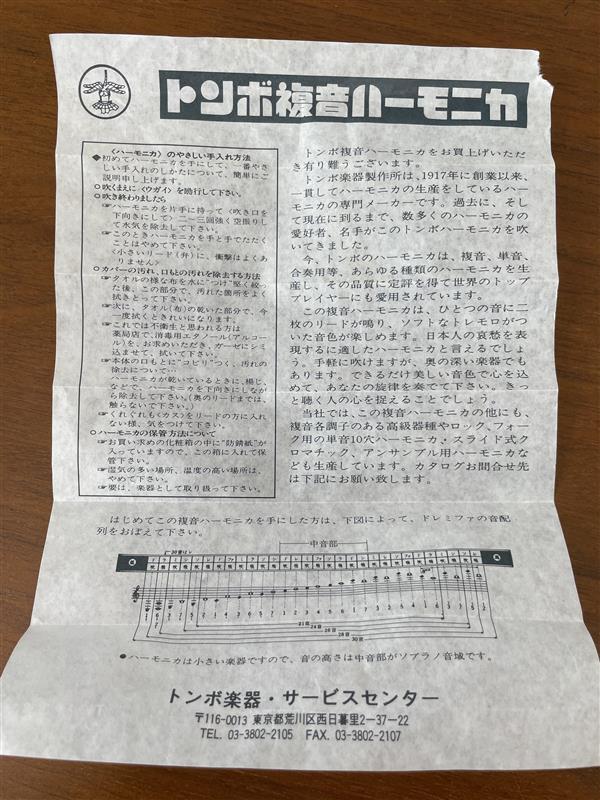 トンボ複音ハーモニカ
〈ハーモニカ〉のやさしい手入れ方法
◆初めてハーモニカを手にして、一番やさ
しい手入れのしかたについて、簡単にご
説明申し上げます。
○吹くまえに〈ウガイ〉を励行して下さい。
○吹き終わりましたら
☞ハーモニカを片手に持って〈吹き口を
下向きにして〉二〜三回強く空振りし
て水気を除去して下さい。
☞このときハーモニカを手と手でたたく
ことはやめて下さい。
〈小さいリード(弁)に、衝撃はよくあ
りません〉
○カバーの汚れ、口もとの汚れを除去する方法
☞タオルの様な布を水に"つけ"堅く絞っ
た後、この部分で、汚れた箇所をよく
拭きとって下さい。
☞次に、タオル(布)の乾いた部分で、今
一度拭くときれいになります。
☞これでは不衛生と思われる方は
薬局店で、消毒用エタノール(アルコー
ル)を、お求めいただき、ガーゼにシミ
込ませて、拭いて下さい。
☞本体の口もとに"コビリ"つく、汚れの
除去について…
ハーモニカが乾いているときに、楊じ、
などで、ハーモニカを下向きにしなが
ら除去して下さい。(奥のリードまでは、
触らないで下さい。)
☞くれぐれも〈カス〉をリードの方に入れ
ない様、気をつけて下さい。
○ハーモニカの保管方法について
☞お買い求めの化粧箱の中に"防錆紙"が
入っていますので、この箱に入れて保
管下さい。
☞湿気の多い場所、温度の高い場所は、
やめて下さい。
☞要は、楽器として取り扱って下さい。
トンボ複音ハーモニカをお買上げいただ
き有り難うございます。
トンボ楽器製作所は、1917年に創業以来、
一貫してハーモニカの生産をしているハー
モニカの専門メーカーです。過去に、そし
て現在に到るまで、数多くのハーモニカの
愛好者、名手がこのトンボハーモニカを吹
いてきました。
今、トンボのハーモニカは、複音、単音、
合奏用等、あらゆる種類のハーモニカを生
産し、その品質に定評を得て世界のトップ
プレイヤーにも愛用されています。
この複音ハーモニカは、ひとつの音に二
枚のリードが鳴り、ソフトなトレモロがつ
いた音色が楽しめます。日本人の哀愁を表
現するに適したハーモニカと言えるでしょ
う。手軽に吹けますが、奥の深い楽器でも
あります。できるだけ美しい音色で心を込
めて、あなたの旋律を奏でて下さい。きっ
と聴く人の心を捉えることでしょう。
当社では、この複音ハーモニカの他にも、
複音各調子のある高級器種やロック、フォー
ク用の単音10穴ハーモニカ・スライド式ク
ロマチック、アンサンブル用ハーモニカな
ども生産しています。カタログお問合せ先
は下記にお願い致します。
はじめてこの複音ハーモニカを手にした方は、下図によって、ドレミファの音配
列をおぼえて下さい。
中音部
21音
24音
28音
30音
●ハーモニカは小さい楽器ですので、音の高さは中音部がソプラノ音域です。
トンボ楽器・サービスセンター
〒116-0013 東京都荒川区西日暮里2-37-22
TEL. 03-3802-2105 FAX. 03-3802-2107